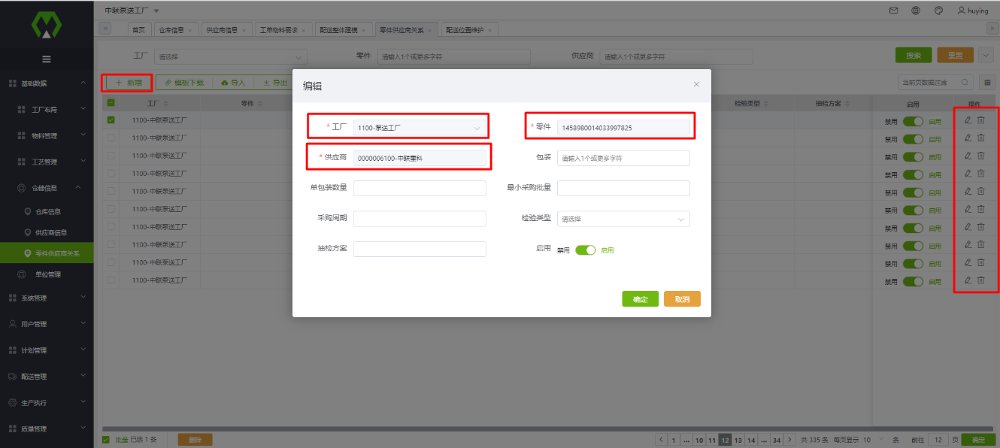 中联泵送工厂
huying
首页 仓库信息 × 供应商信息 × 工单物料需求 × 配送整体建模 × 零件供应商关系 × 配送位置维护 ×
工厂 请选择 零件 请输入1个或更多字符 供应商 请输入1个或更多字符 搜索 重置
+ 新增 模板下载 导入 导出 当前页数据过滤
工厂 零件 检验类型 抽检方案 启用 操作
1100-中联泵送工厂 禁用 启用
1100-中联泵送工厂 禁用 启用
1100-中联泵送工厂 禁用 启用
1100-中联泵送工厂 禁用 启用
1100-中联泵送工厂 禁用 启用
1100-中联泵送工厂 禁用 启用
1100-中联泵送工厂 禁用 启用
1100-中联泵送工厂 禁用 启用
1100-中联泵送工厂 禁用 启用
1100-中联泵送工厂 禁用 启用
基础数据
工厂布局
物料管理
工艺管理
仓储信息
仓库信息
供应商信息
零件供应商关系
单位管理
系统管理
用户管理
计划管理
配送管理
生产执行
质量管理
编辑 ×
* 工厂 1100-泵送工厂 * 零件 1458980014033997825
* 供应商 0000006100-中联重科 包装 请输入1个或更多字符
单包装数量 最小采购批量
采购周期 检验类型 请选择
抽检方案 启用 禁用 启用
确定 取消
批量 已选 1 条 删除 < 1 ... 10 11 12 13 14 ... 34 > 共 335 条 每页显示 10 条 前往 12 页 确定